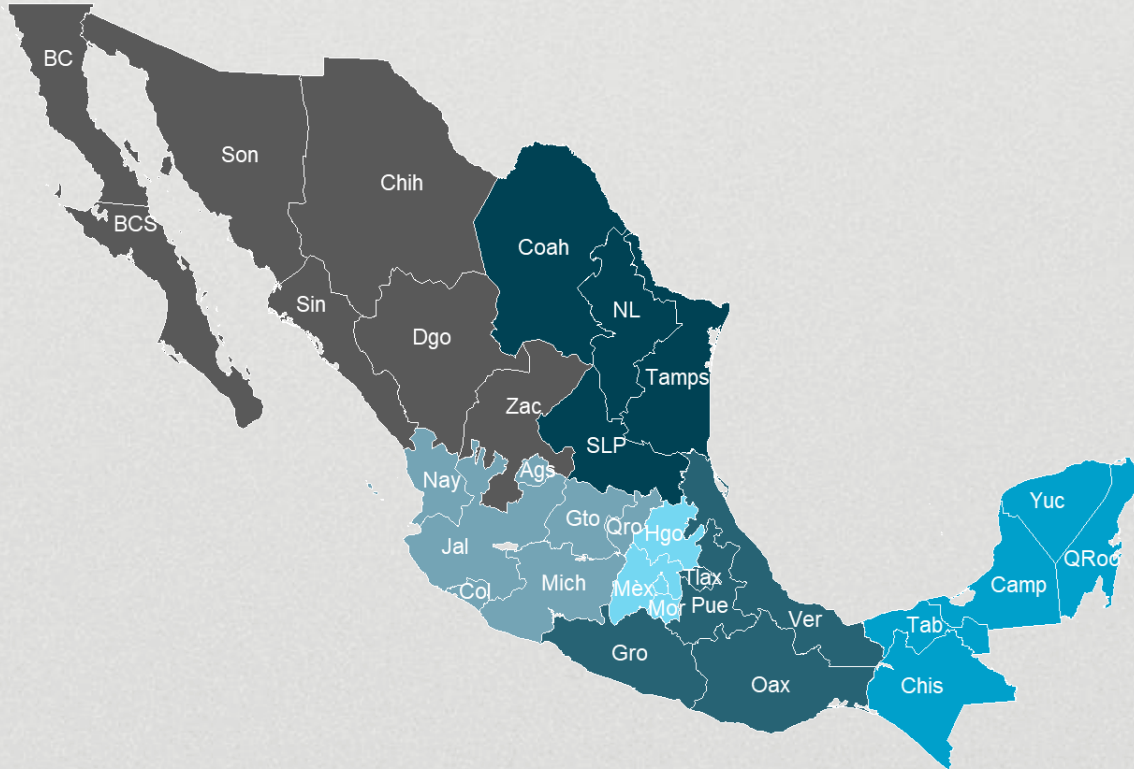 BC
Son
Chih
BCS
Coah
Sin
NL
Dgo
Tamps
Zac
SLP
Ags
Nay
Yuc
Gto
Qro
Hgo
Jal
QRoo
Tlax
Mich
Mèx
Camp
Col
Mor
Pue
Ver
Tab
Gro
Oax
Chis